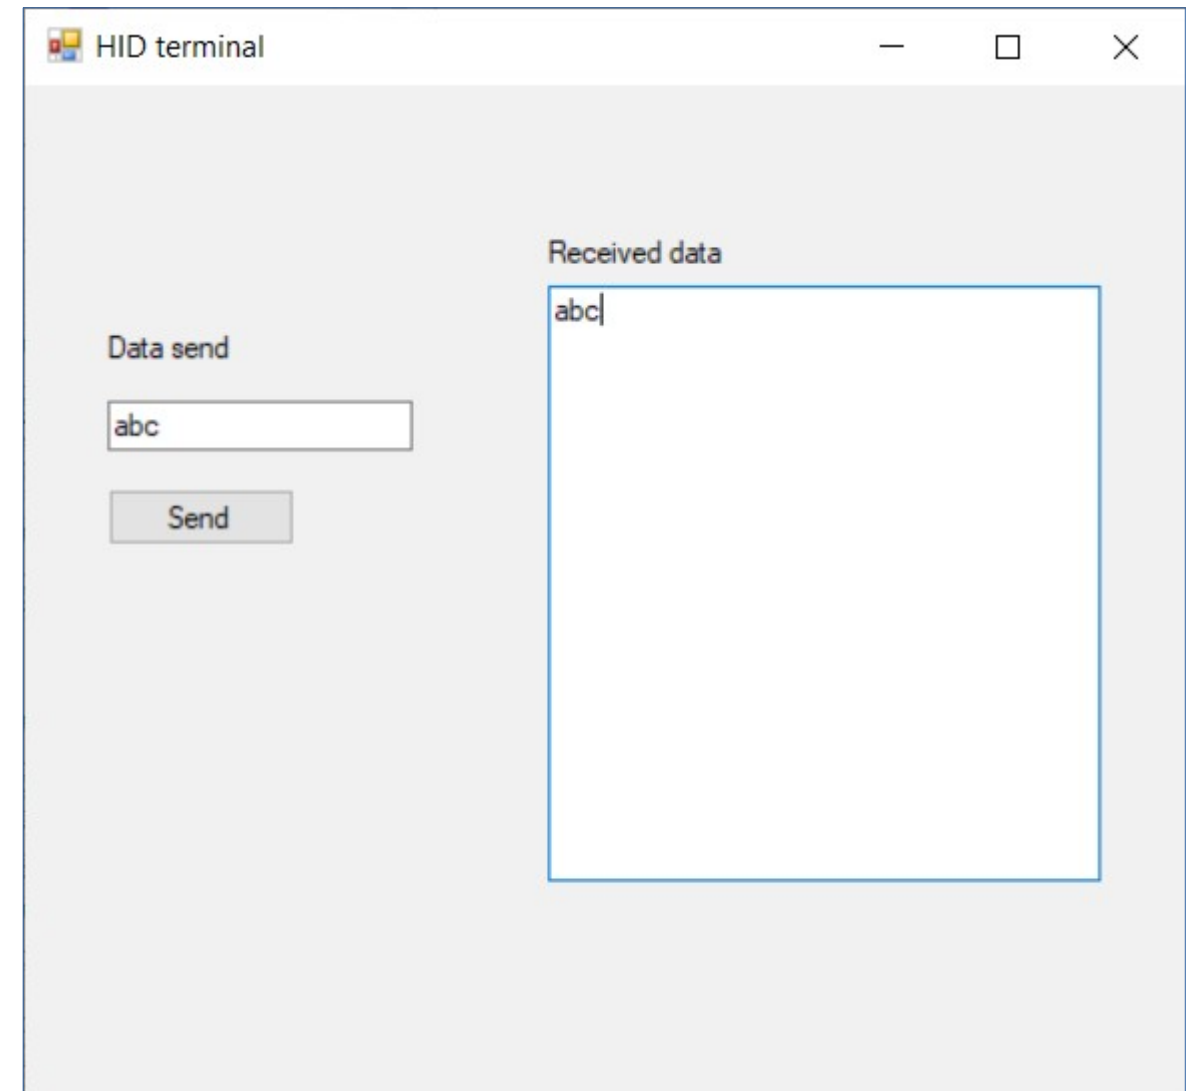 HID terminal
Received data
abc
Data send
abc
Send